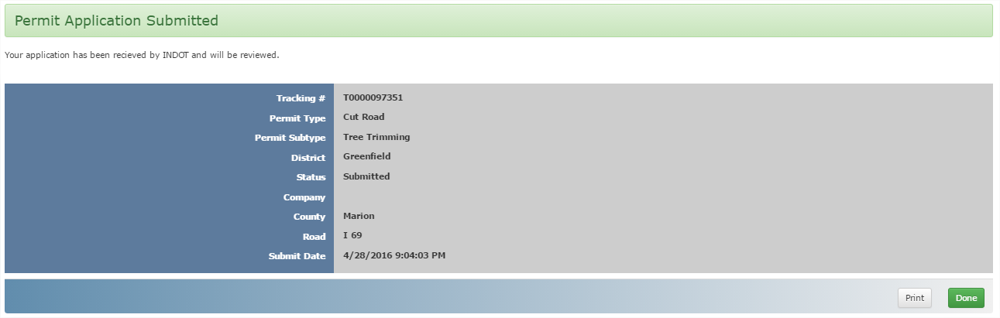 Permit Application Submitted
Your application has been recieved by INDOT and will be reviewed.
Tracking # T0000097351
Permit Type Cut Road
Permit Subtype Tree Trimming
District Greenfield
Status Submitted
Company
County Marion
Road I 69
Submit Date 4/28/2016 9:04:03 PM
Print Done